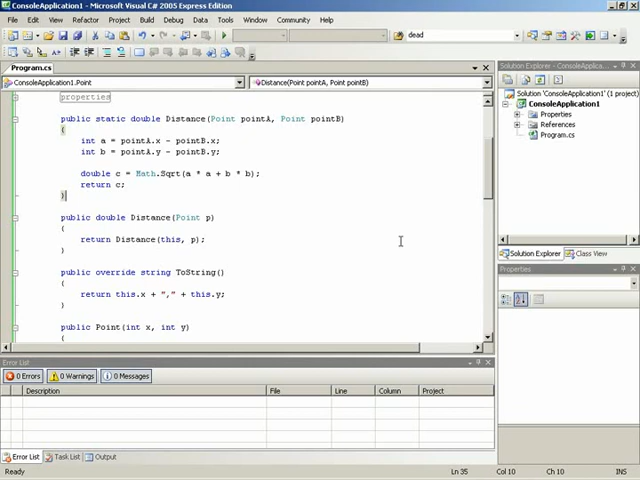 ConsoleApplication1 - Microsoft Visual C# 2005 Express Edition
File Edit View Refactor Project Build Debug Data Tools Window Community Help
dead
Program.cs
ConsoleApplication1.Point
Distance(Point pointA, Point pointB)
properties
public static double Distance(Point pointA, Point pointB)
{
int a = pointA.x - pointB.x;
int b = pointA.y - pointB.y;
double c = Math.Sqrt(a * a + b * b);
return c;
}
public double Distance(Point p)
{
return Distance(this, p);
}
public override string ToString()
{
return this.x + "," + this.y;
}
public Point(int x, int y)
{
Solution Explorer - ConsoleAppl...
Solution 'ConsoleApplication1' (1 project)
ConsoleApplication1
Properties
References
Program.cs
Solution Explorer Class View
Properties
Error List
0 Errors 0 Warnings 0 Messages
Description File Line Column Project
Error List Task List Output
Ready Ln 35 Col 10 Ch 10 INS